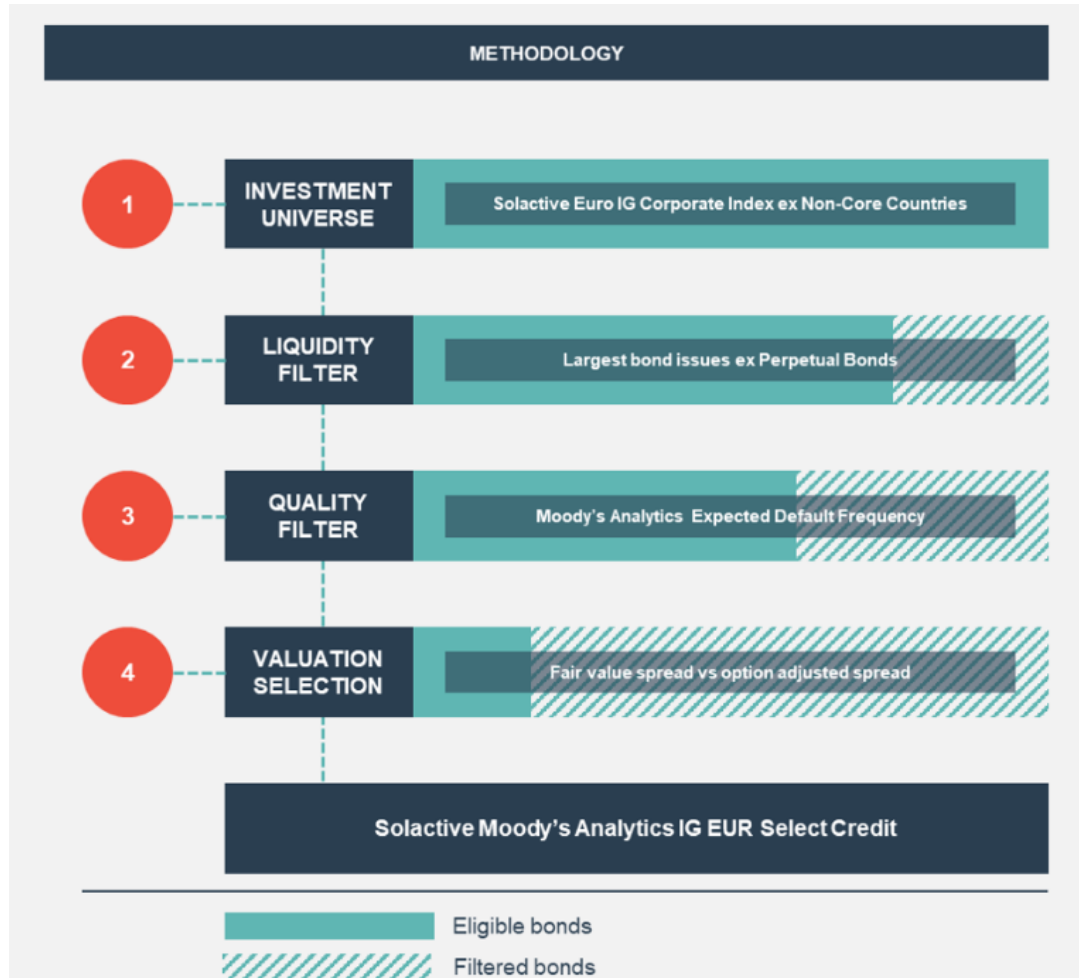 METHODOLOGY
1
INVESTMENT
UNIVERSE
Solactive Euro IG Corporate Index ex Non-Core Countries
2
LIQUIDITY
FILTER
Largest bond issues ex Perpetual Bonds
3
QUALITY
FILTER
Moody's Analytics Expected Default Frequency
4
VALUATION
SELECTION
Fair value spread vs option adjusted spread
Solactive Moody's Analytics IG EUR Select Credit
Eligible bonds
Filtered bonds